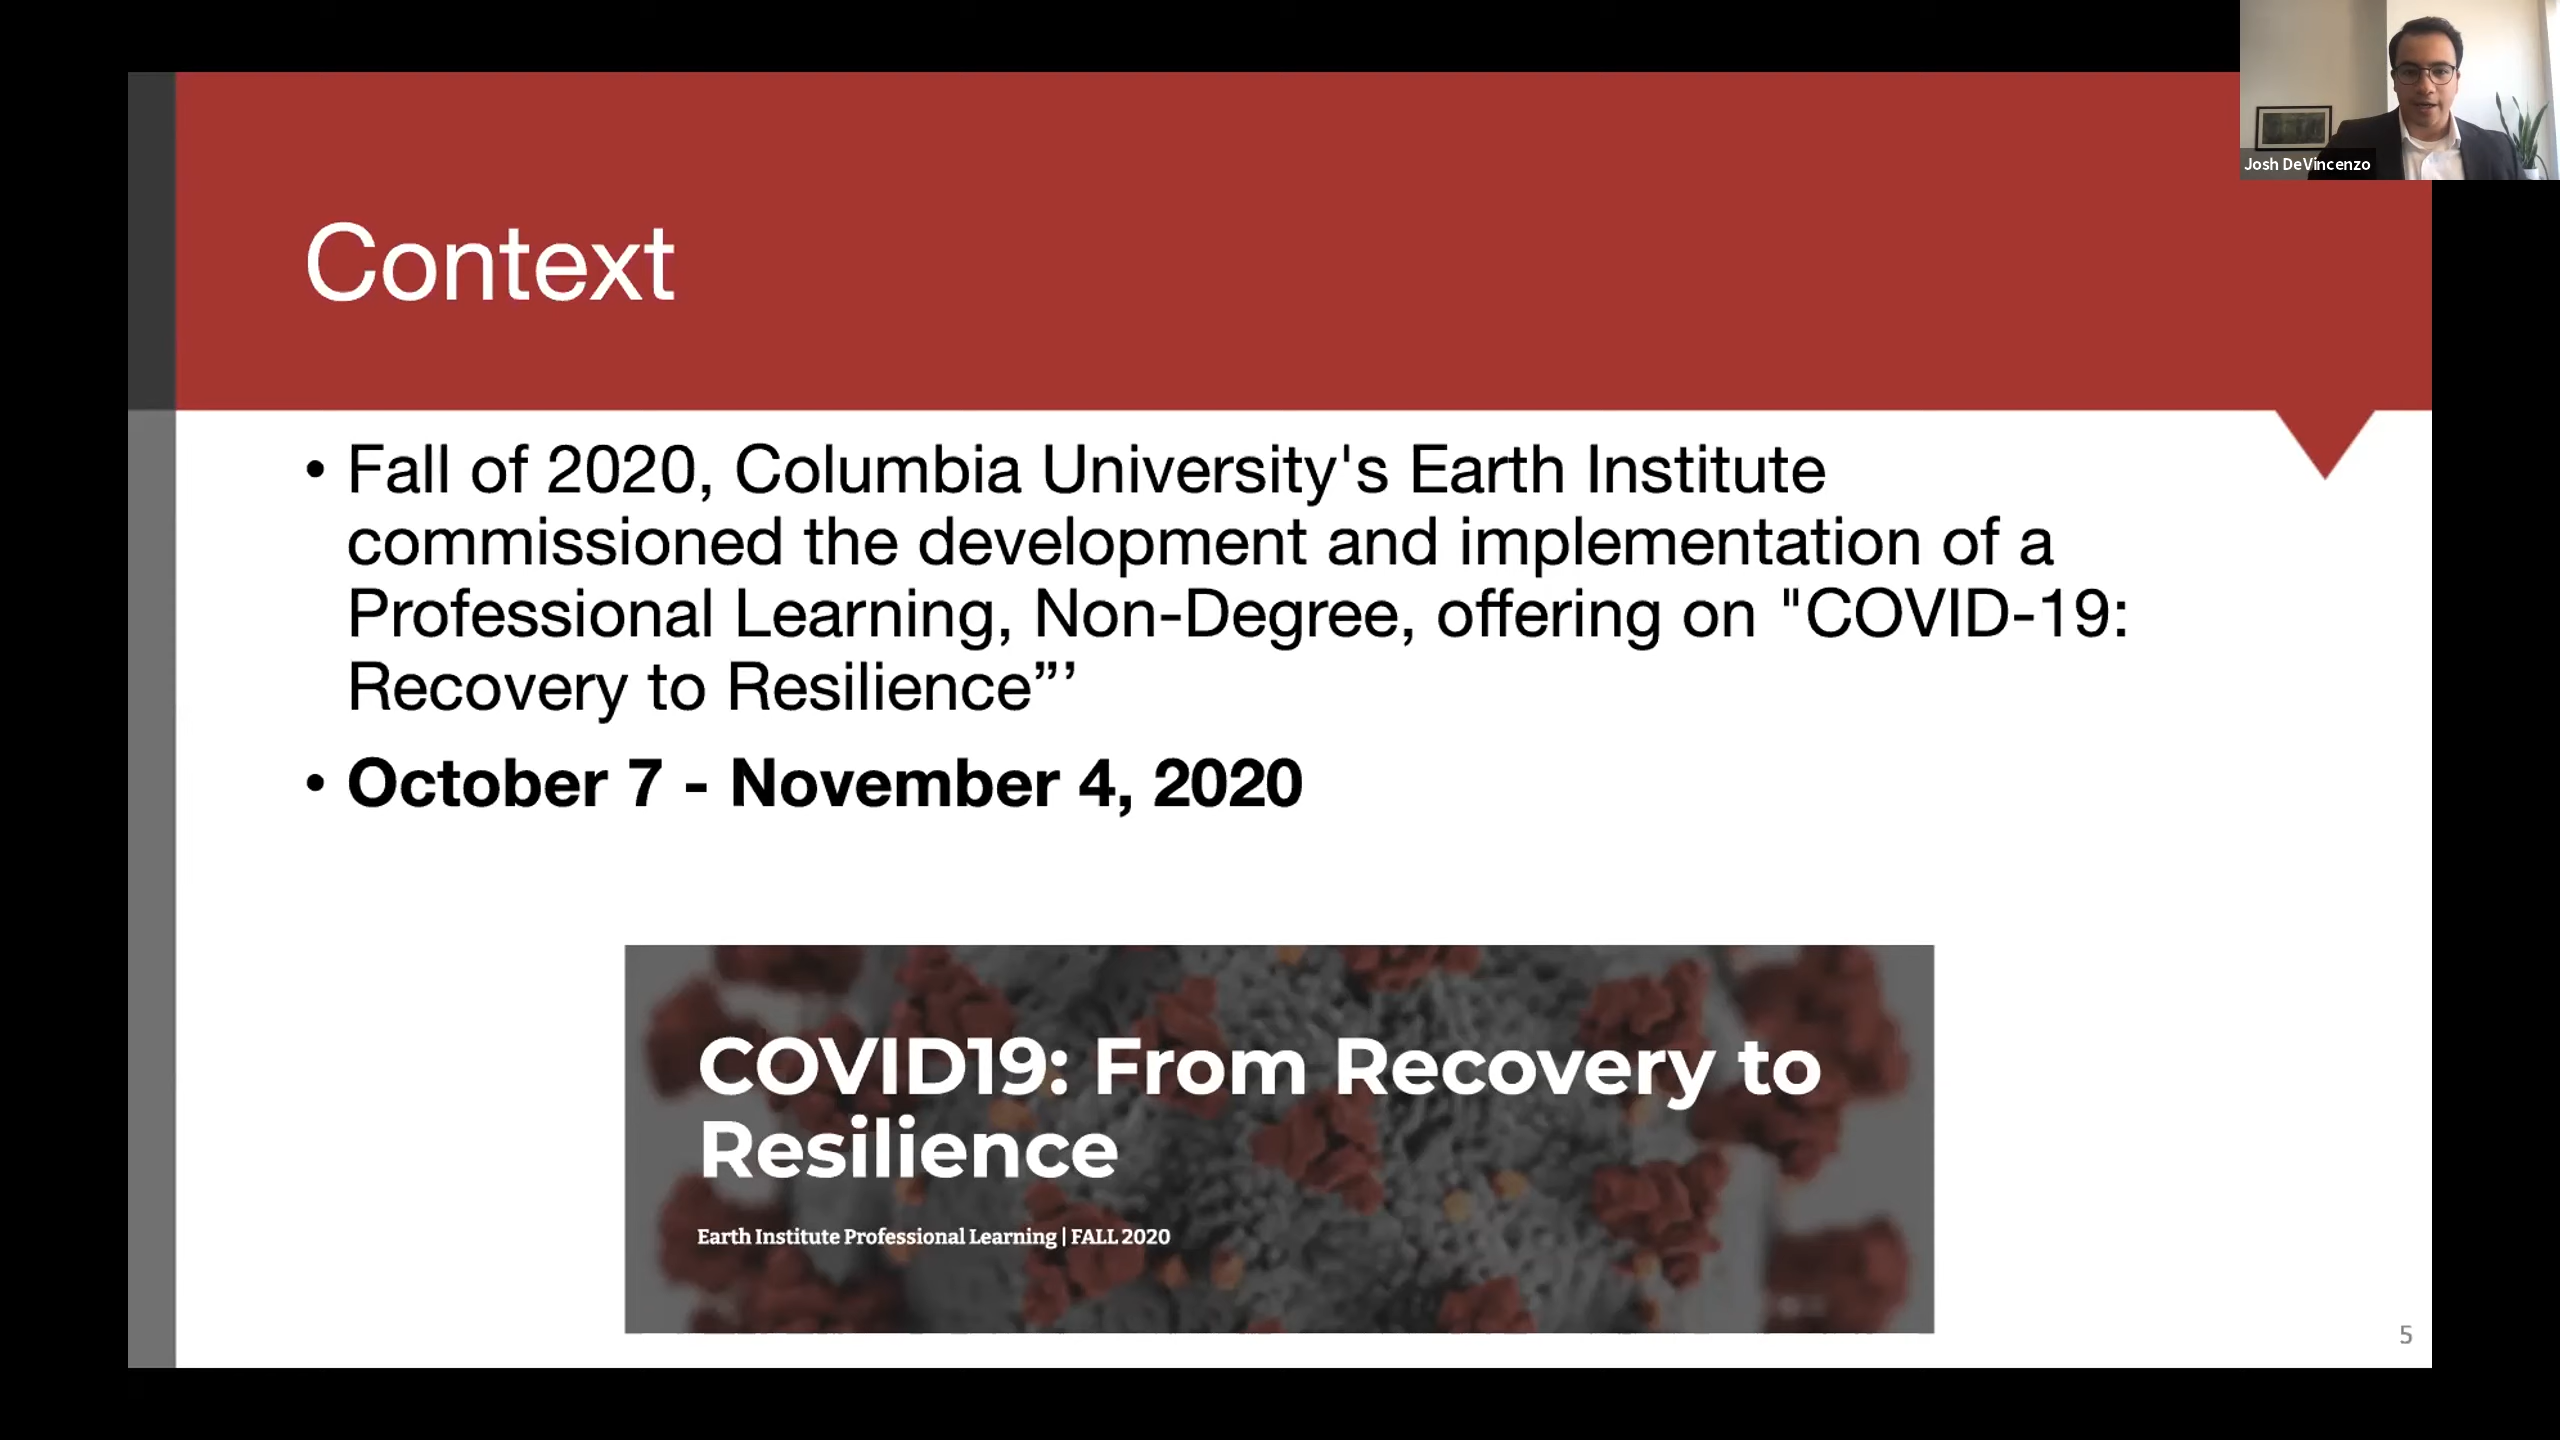 Josh DeVincenzo
Context
• Fall of 2020, Columbia University's Earth Institute
commissioned the development and implementation of a
Professional Learning, Non-Degree, offering on "COVID-19:
Recovery to Resilience”’
• October 7 - November 4, 2020
COVID19: From Recovery to
Resilience
Earth Institute Professional Learning | FALL 2020
5